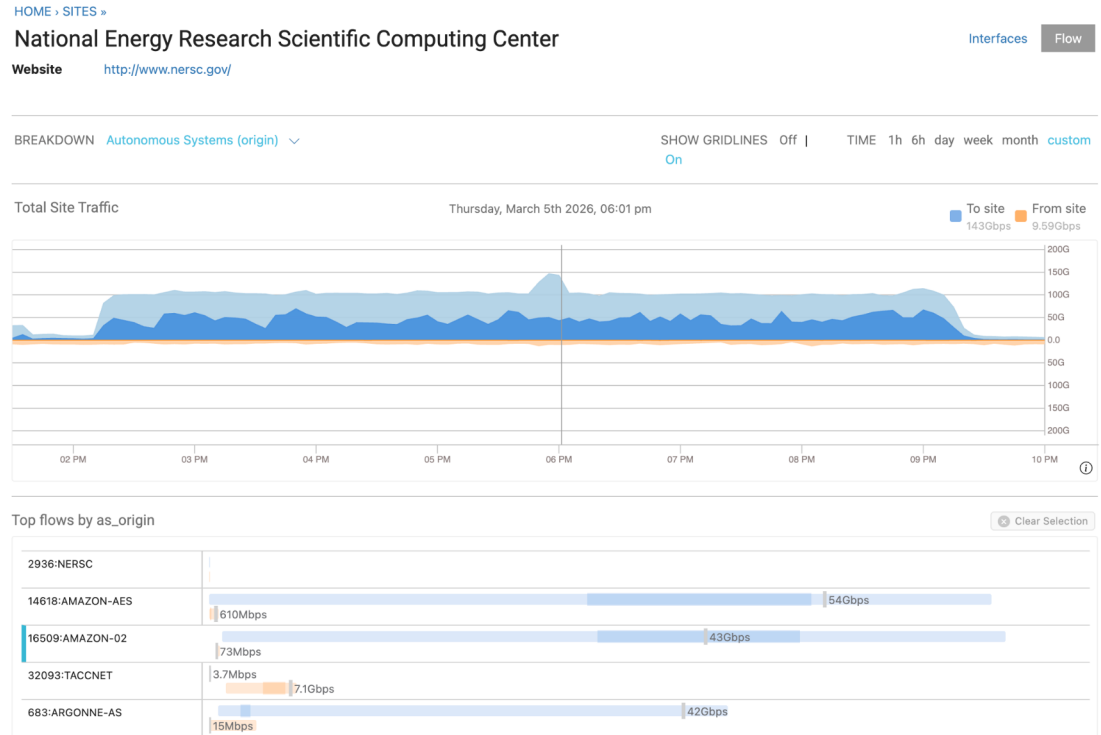 HOME › SITES »
National Energy Research Scientific Computing Center
Interfaces
Flow
Website http://www.nersc.gov/
BREAKDOWN Autonomous Systems (origin)
SHOW GRIDLINES Off |
On
TIME 1h 6h day week month custom
Total Site Traffic
Thursday, March 5th 2026, 06:01 pm
To site
143Gbps
From site
9.59Gbps
200G
150G
100G
50G
0.0
50G
100G
150G
200G
02 PM 03 PM 04 PM 05 PM 06 PM 07 PM 08 PM 09 PM 10 PM
Top flows by as_origin
Clear Selection
2936:NERSC
14618:AMAZON-AES
54Gbps
610Mbps
16509:AMAZON-02
43Gbps
73Mbps
32093:TACCNET
3.7Mbps
7.1Gbps
683:ARGONNE-AS
42Gbps
15Mbps